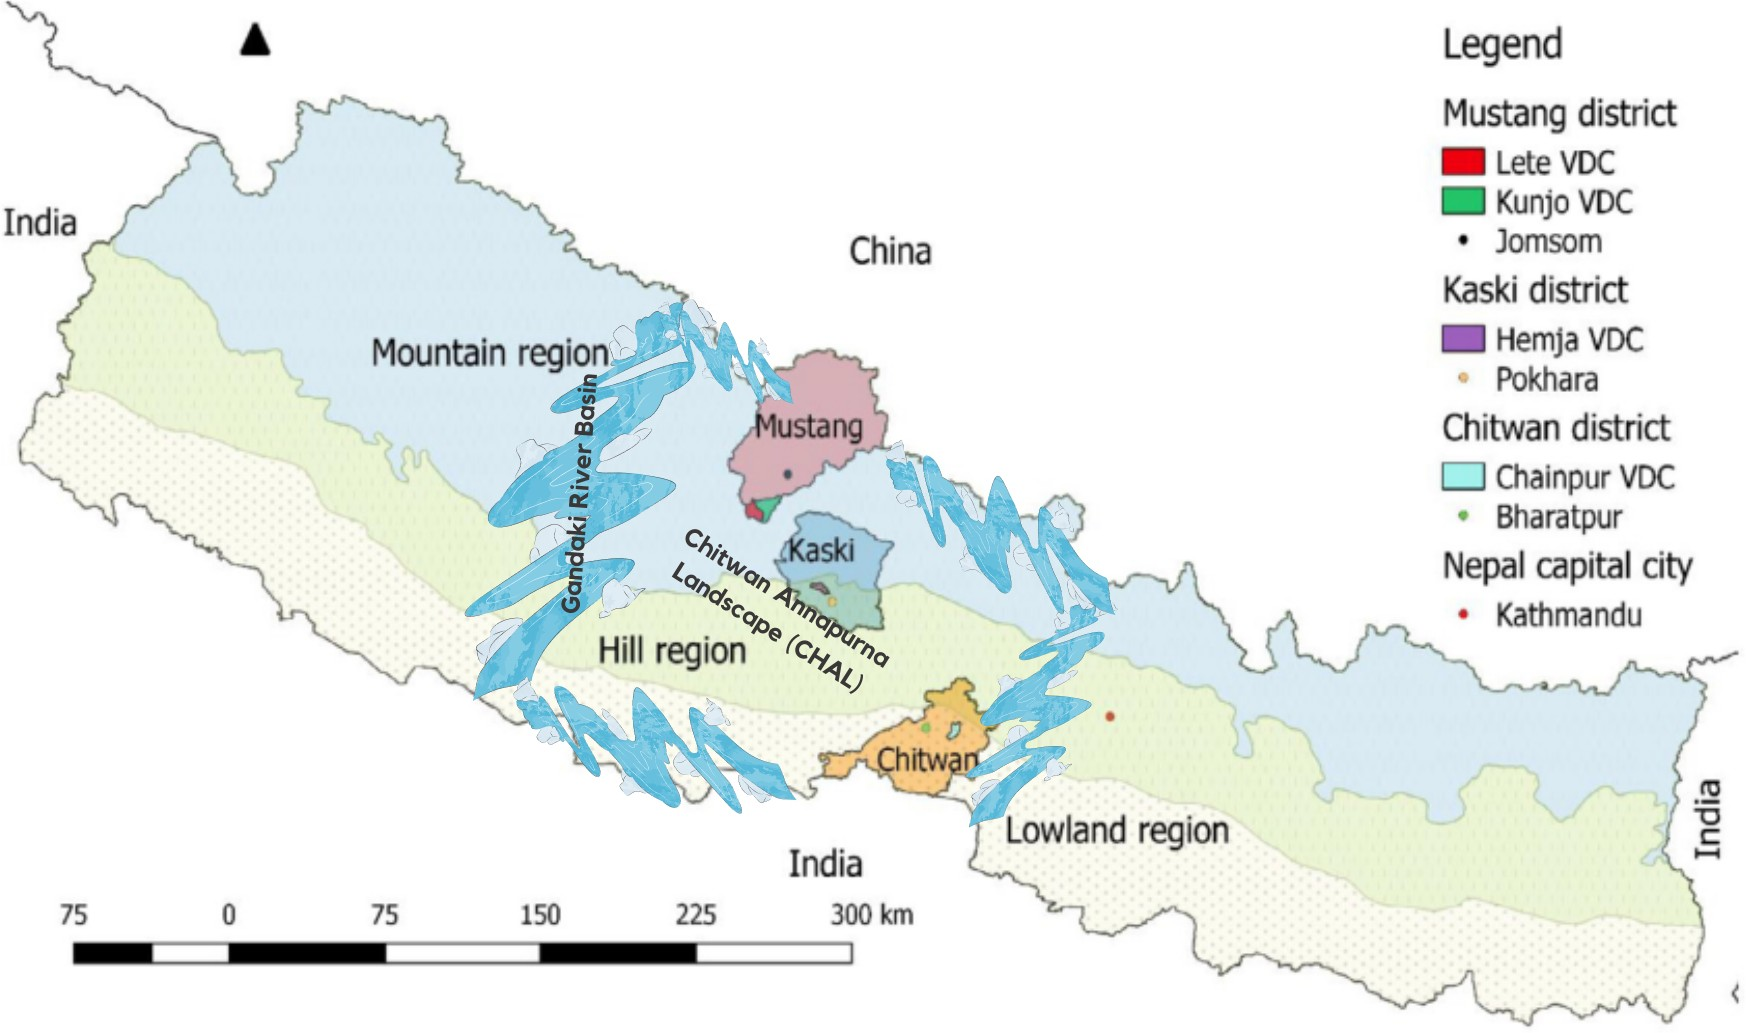 Legend
Mustang district
Lete VDC
Kunjo VDC
Jomsom
Kaski district
Hemja VDC
Pokhara
Chitwan district
Chainpur VDC
Bharatpur
Nepal capital city
Kathmandu
India
China
Mountain region
Gandaki River Basin
Mustang
Kaski
Chitwan Annapurna
Landscape (CHAL)
Hill region
Chitwan
Lowland region
India
India
75 0 75 150 225 300 km